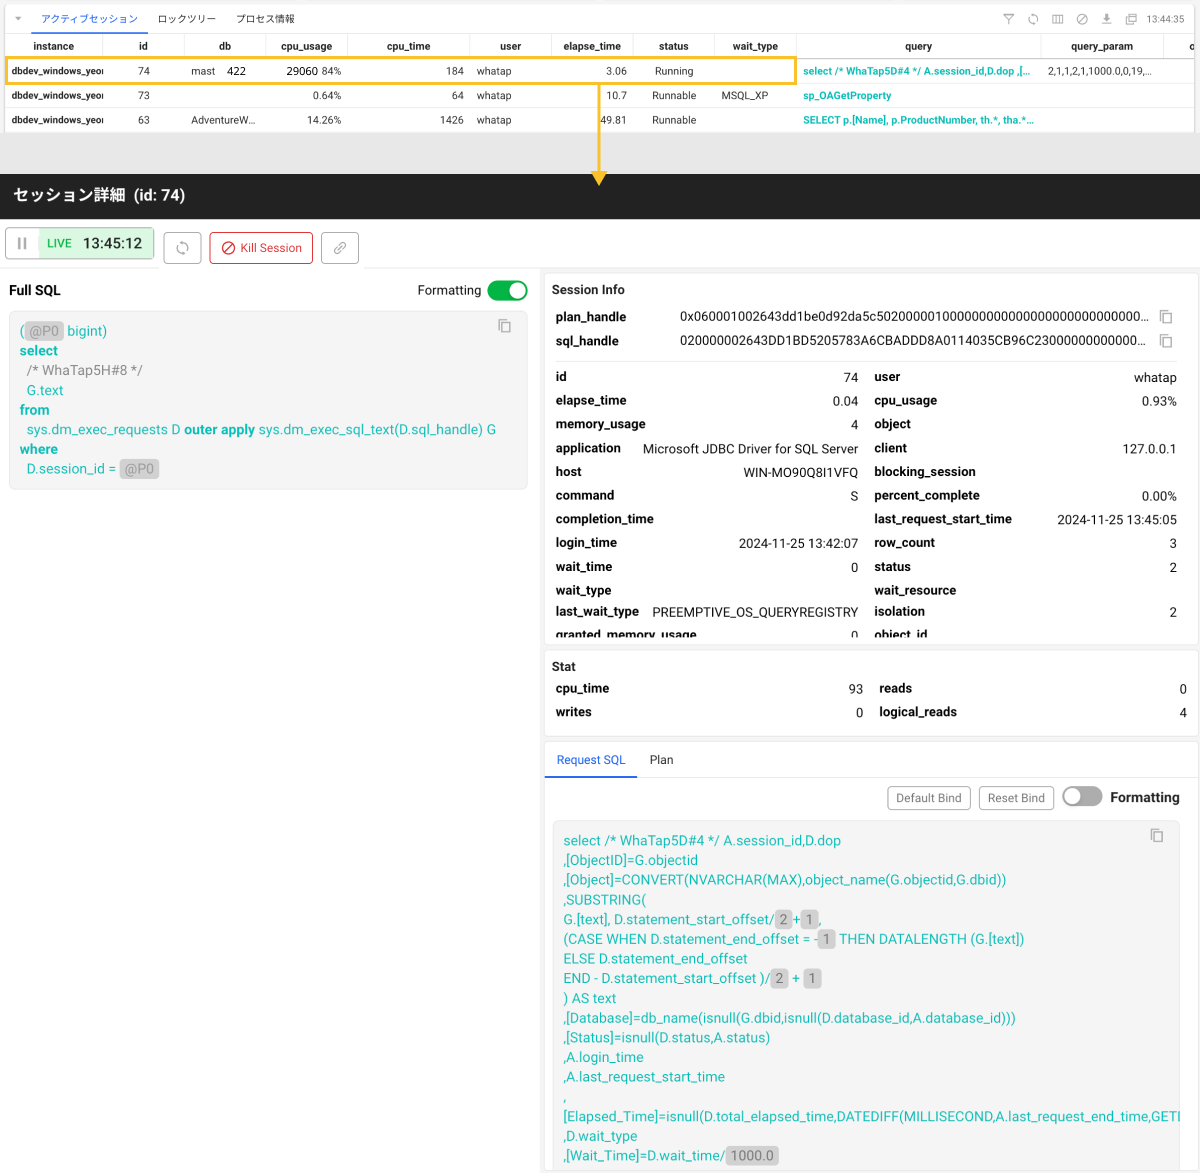 アクティブセッション ロックツリー プロセス情報 13:44:35
instance id db cpu_usage cpu_time user elapse_time status wait_type query query_param
dbdev_windows_yeor 74 mast 422 29060 84% 184 whatap 3.06 Running select /* WhaTap5D#4 */ A.session_id,D.dop ,[... 2,1,1,2,1,1000.0,0,19,...
dbdev_windows_yeor 73 0.64% 64 whatap 10.7 Runnable MSQL_XP sp_OAGetProperty
dbdev_windows_yeor 63 AdventureW... 14.26% 1426 whatap 49.81 Runnable SELECT p.[Name], p.ProductNumber, th.*, tha.*...
セッション詳細 (id: 74)
LIVE 13:45:12 Kill Session
Full SQL Formatting
(@P0 bigint)
select
/* WhaTap5H#8 */
G.text
from
sys.dm_exec_requests D outer apply sys.dm_exec_sql_text(D.sql_handle) G
where
D.session_id = @P0
Session Info
plan_handle 0x060001002643dd1be0d92da5c50200000100000000000000000000000000...
sql_handle 020000002643DD1BD5205783A6CBADDD8A0114035CB96C23000000000000...
id 74 user whatap
elapse_time 0.04 cpu_usage 0.93%
memory_usage 4 object
application Microsoft JDBC Driver for SQL Server client 127.0.0.1
host WIN-MO90Q8I1VFQ blocking_session
command S percent_complete 0.00%
completion_time last_request_start_time 2024-11-25 13:45:05
login_time 2024-11-25 13:42:07 row_count 3
wait_time 0 status 2
wait_type wait_resource
last_wait_type PREEMPTIVE_OS_QUERYREGISTRY isolation 2
granted_memory_usage 0 object_id
Stat
cpu_time 93 reads 0
writes 0 logical_reads 4
Request SQL Plan
Default Bind Reset Bind Formatting
select /* WhaTap5D#4 */ A.session_id,D.dop
,[ObjectID]=G.objectid
,[Object]=CONVERT(NVARCHAR(MAX),object_name(G.objectid,G.dbid))
,SUBSTRING(
G.[text], D.statement_start_offset/2+1,
(CASE WHEN D.statement_end_offset = -1 THEN DATALENGTH (G.[text])
ELSE D.statement_end_offset
END - D.statement_start_offset )/2 + 1
) AS text
,[Database]=db_name(isnull(G.dbid,isnull(D.database_id,A.database_id)))
,[Status]=isnull(D.status,A.status)
,A.login_time
,A.last_request_start_time
,
[Elapsed_Time]=isnull(D.total_elapsed_time,DATEDIFF(MILLISECOND,A.last_request_end_time,GET
,D.wait_type
,[Wait_Time]=D.wait_time/1000.0